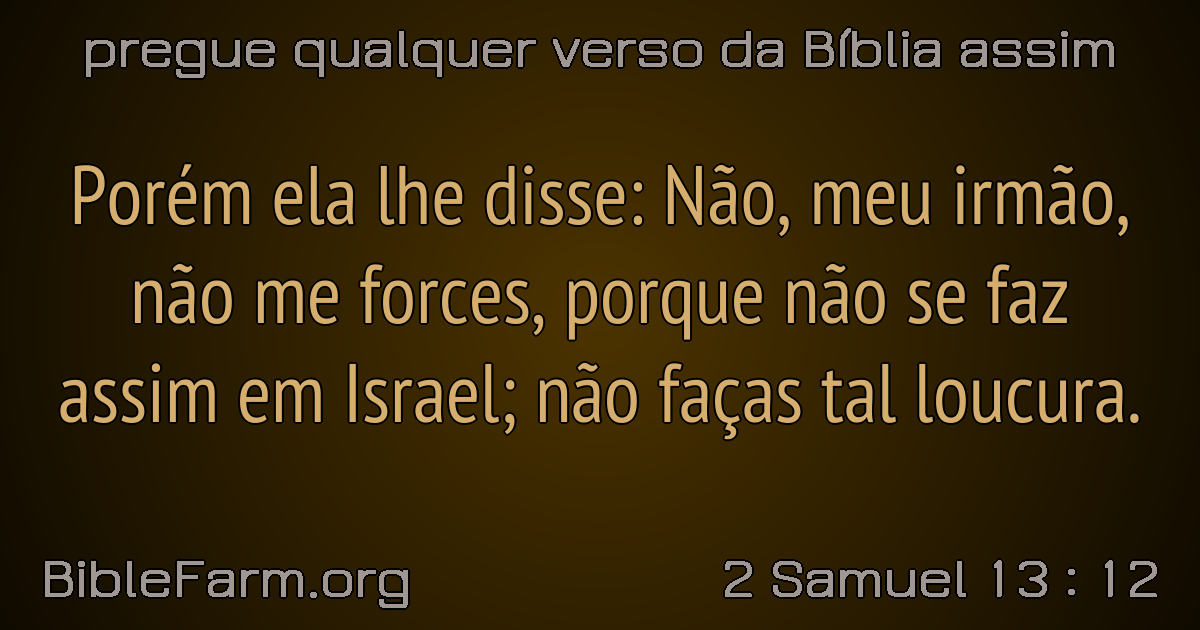 pregue qualquer verso da Bíblia assim
Porém ela lhe disse: Não, meu irmão,
não me forces, porque não se faz
assim em Israel; não faças tal loucura.
BibleFarm.org
2 Samuel 13 : 12